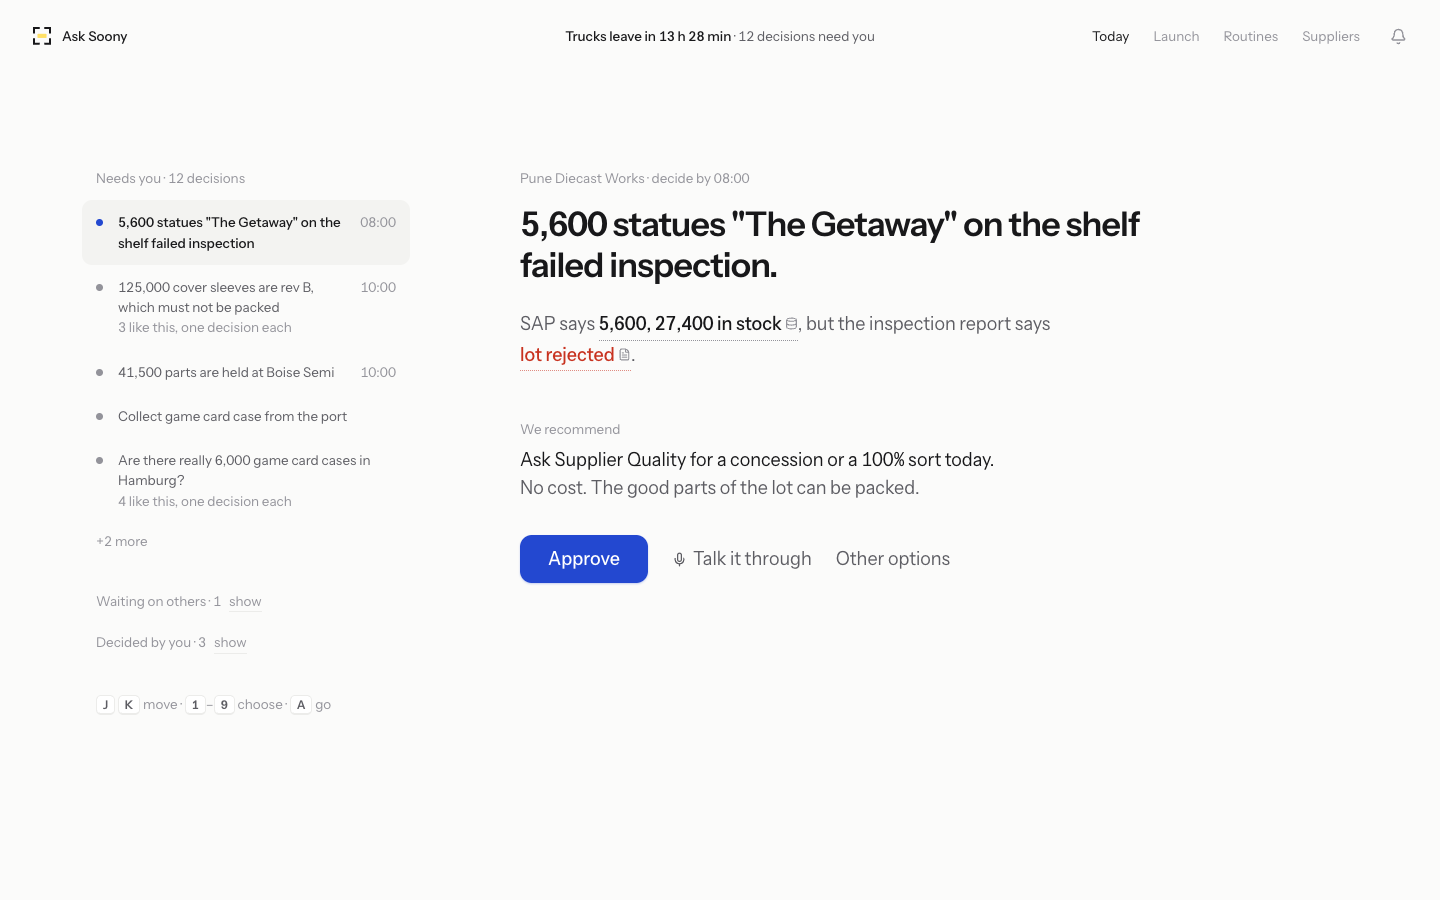 Ask Soony
Trucks leave in 13 h 28 min · 12 decisions need you
Today
Launch
Routines
Suppliers
Needs you · 12 decisions
5,600 statues "The Getaway" on the
shelf failed inspection
08:00
125,000 cover sleeves are rev B,
which must not be packed
3 like this, one decision each
10:00
41,500 parts are held at Boise Semi
10:00
Collect game card case from the port
Are there really 6,000 game card cases in
Hamburg?
4 like this, one decision each
+2 more
Waiting on others · 1 show
Decided by you · 3 show
J K move · 1 – 9 choose · A go
Pune Diecast Works · decide by 08:00
5,600 statues "The Getaway" on the shelf
failed inspection.
SAP says 5,600, 27,400 in stock, but the inspection report says
lot rejected.
We recommend
Ask Supplier Quality for a concession or a 100% sort today.
No cost. The good parts of the lot can be packed.
Approve
Talk it through
Other options